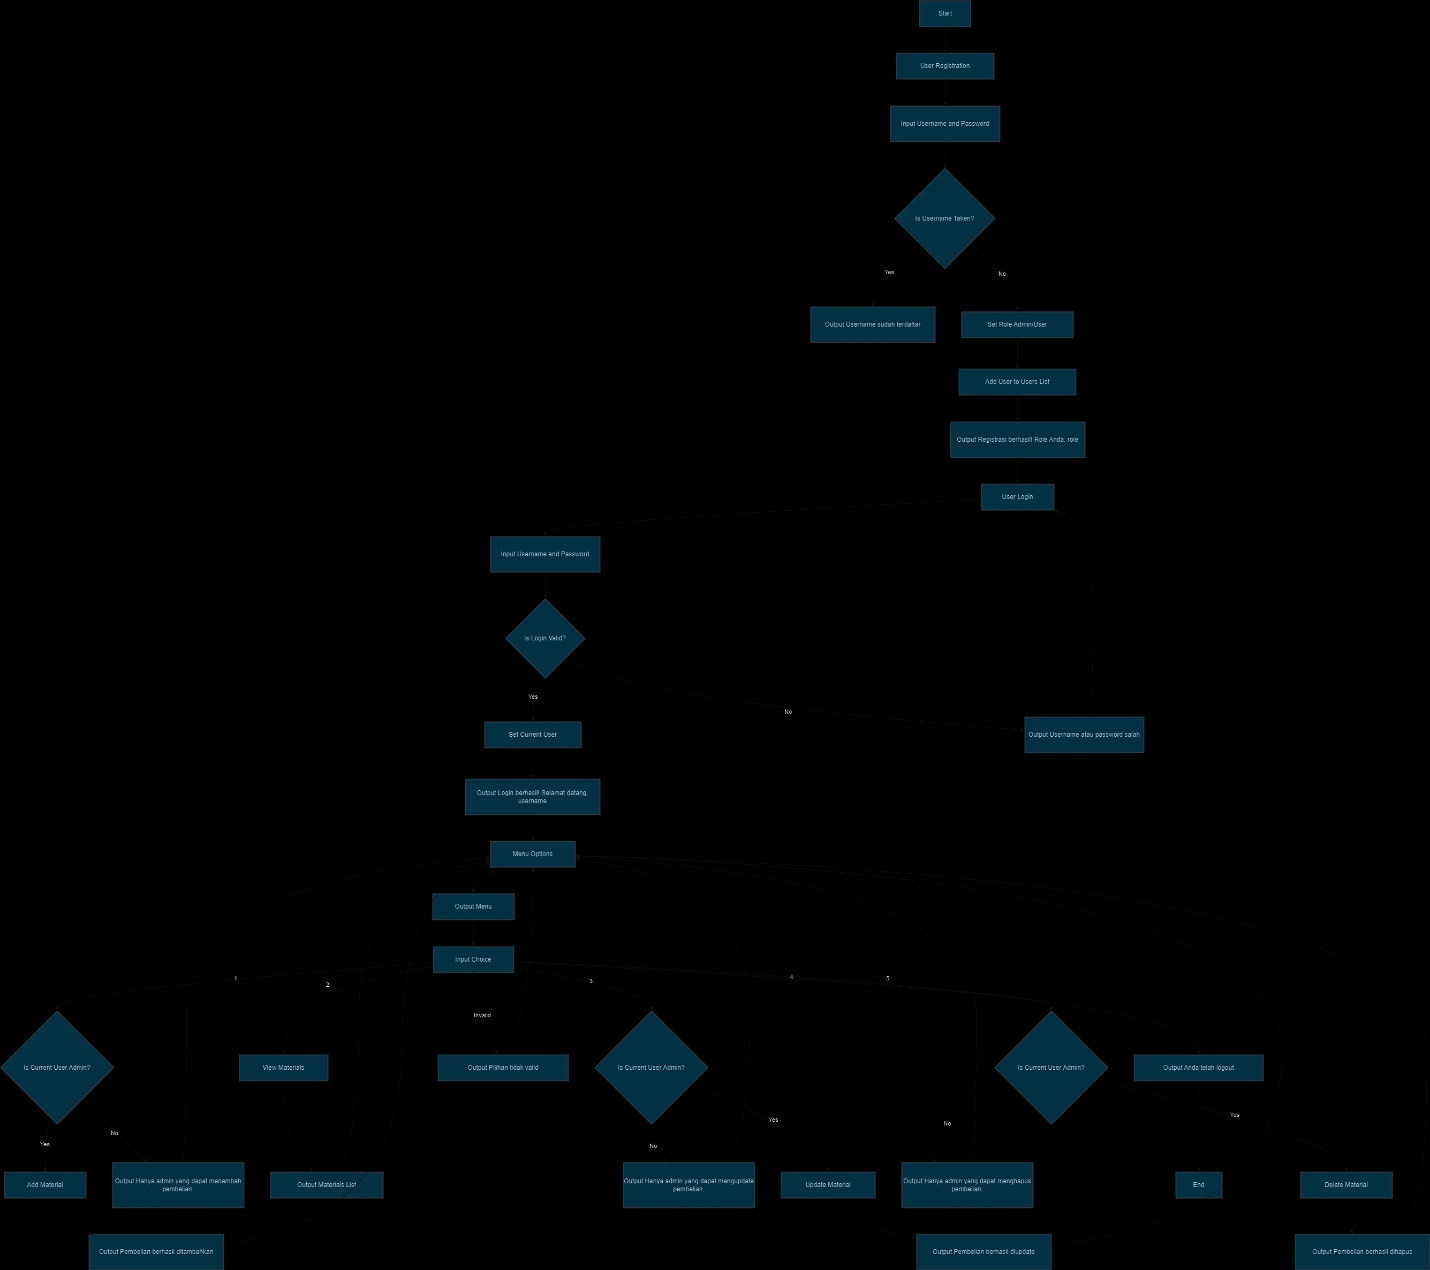 Start
User Registration
Input Username and Password
Is Username Taken?
Yes
No
Output Username sudah terdaftar
Set Role Admin/User
Add User to Users List
Output Registrasi berhasil! Role Anda: role
User Login
Input Username and Password
Is Login Valid?
Yes
No
Set Current User
Output Username atau password salah
Output Login berhasil! Selamat datang,
username
Menu Options
Output Menu
Input Choice
1
2
3
4
5
Invalid
Is Current User Admin?
View Materials
Output Pilihan tidak valid
Is Current User Admin?
Is Current User Admin?
Output Anda telah logout
Yes
No
No
Yes
No
Yes
Add Material
Output Hanya admin yang dapat menambah
pembelian
Output Materials List
Output Hanya admin yang dapat mengupdate
pembelian
Update Material
Output Hanya admin yang dapat menghapus
pembelian
End
Delete Material
Output Pembelian berhasil ditambahkan
Output Pembelian berhasil diupdate
Output Pembelian berhasil dihapus